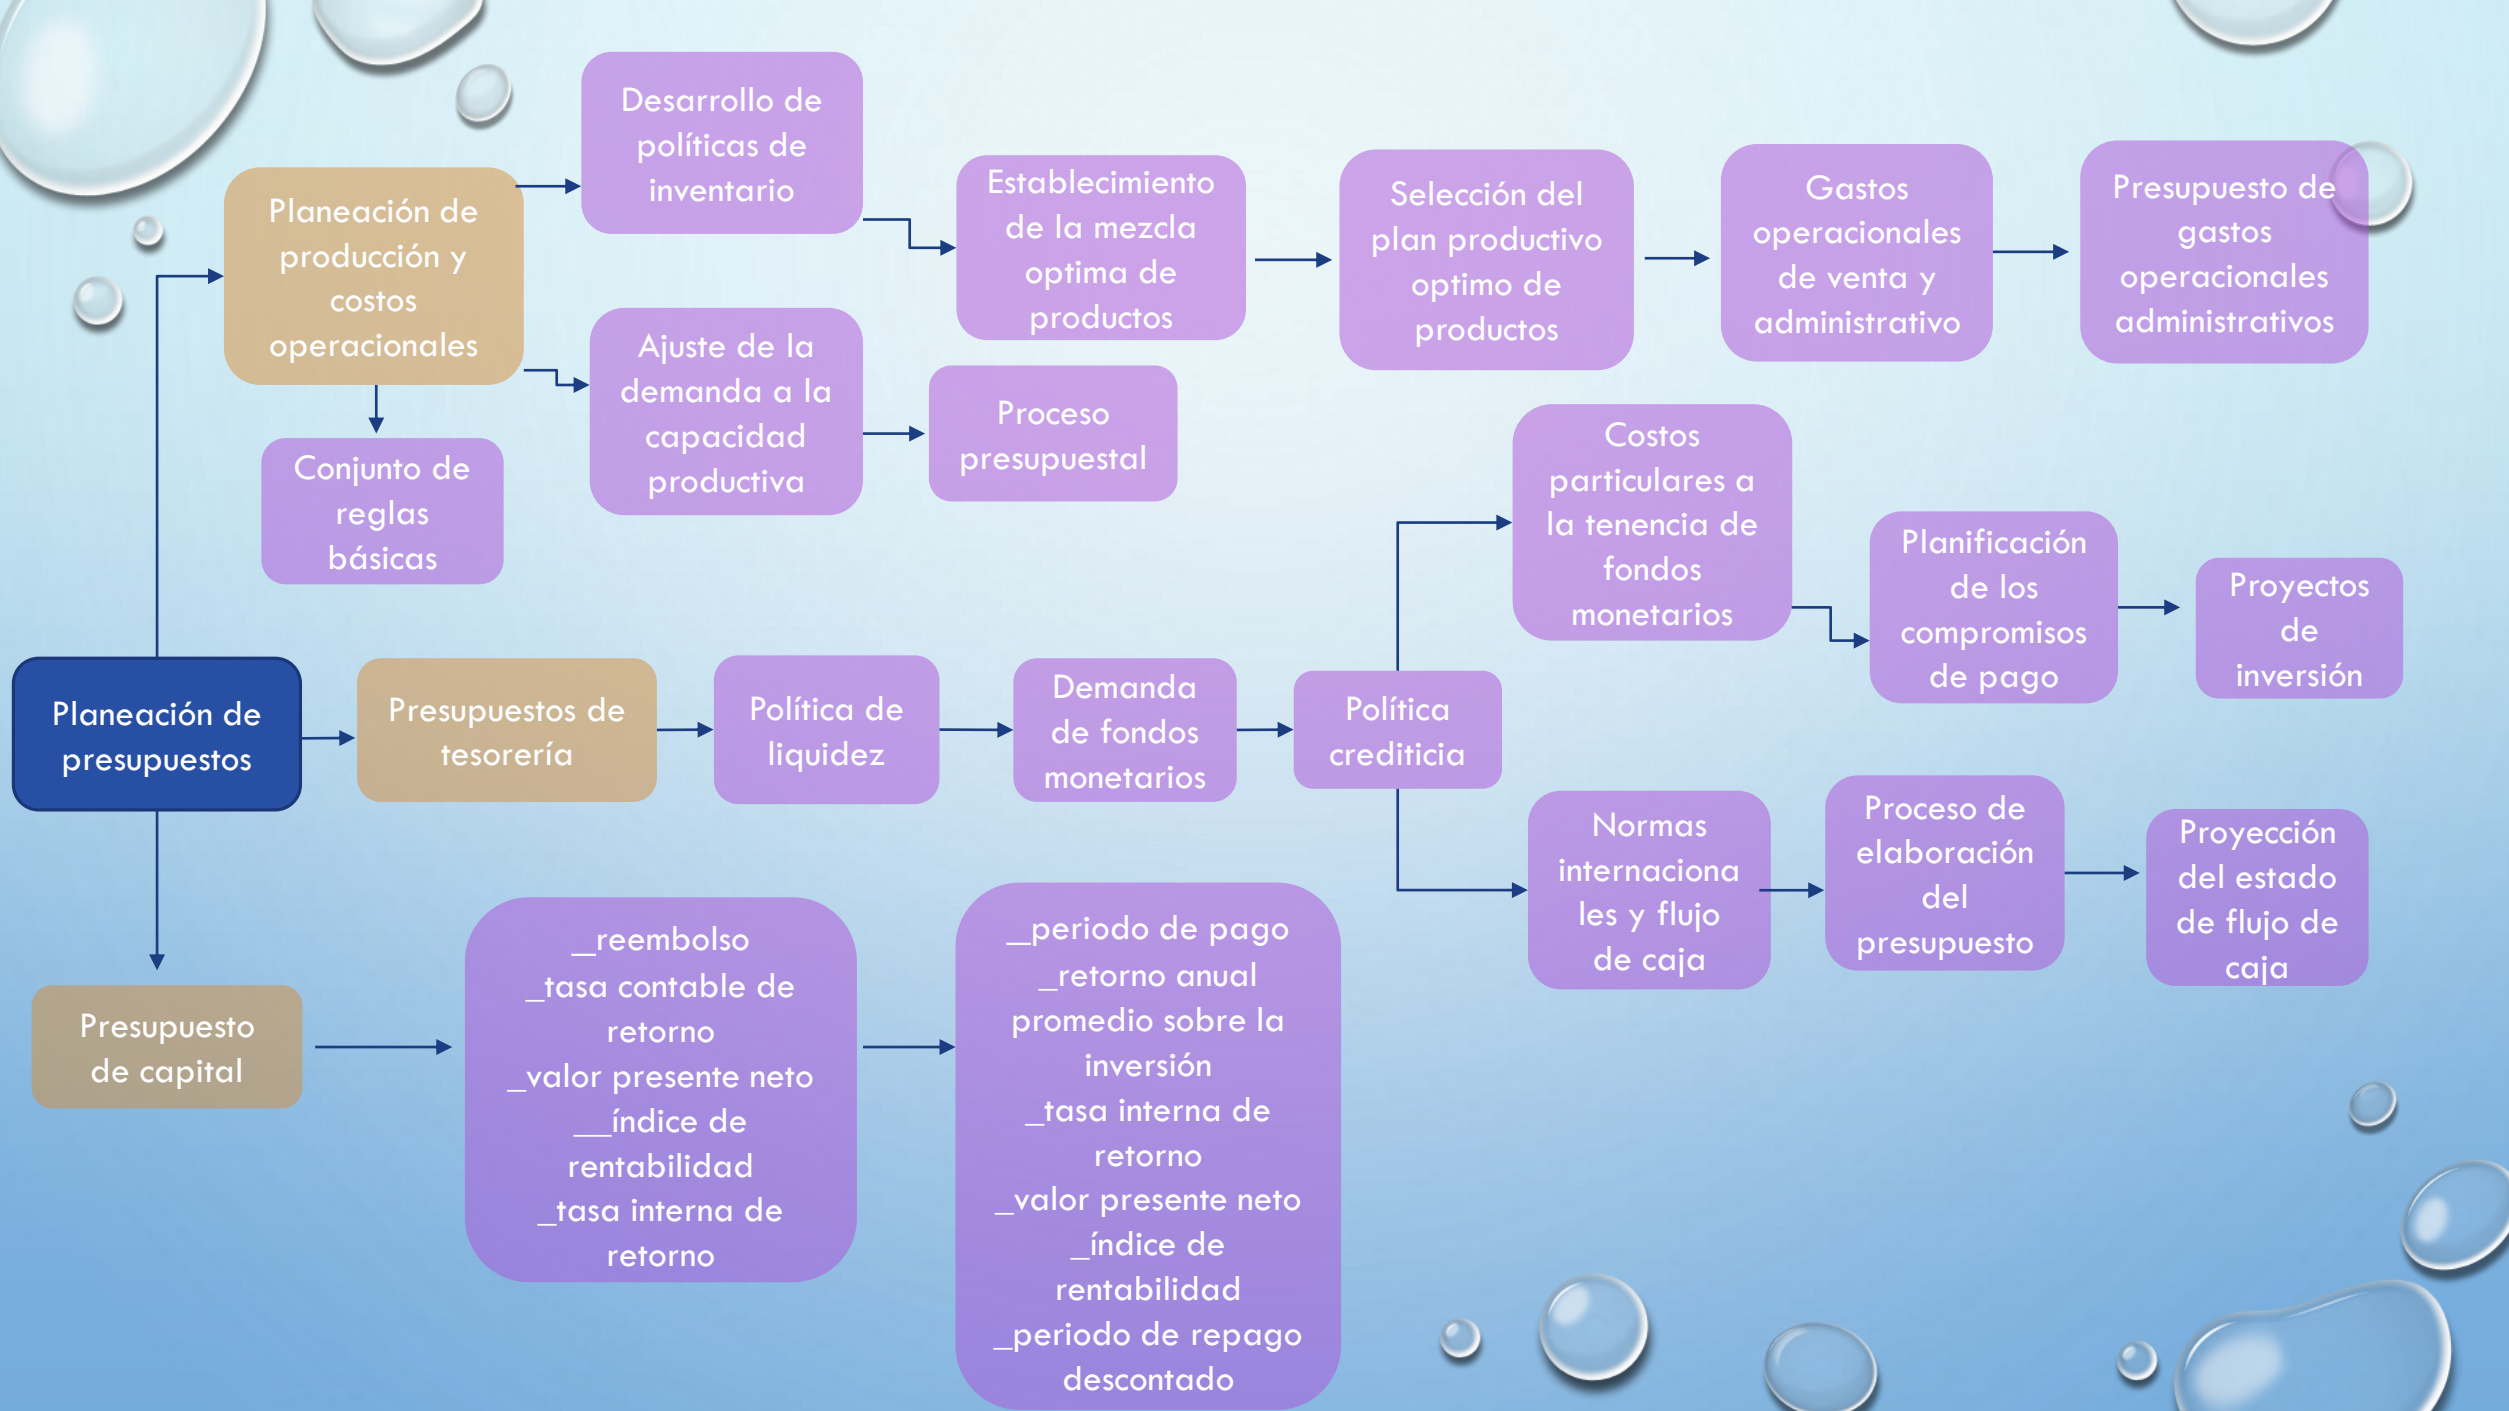 Desarrollo de
políticas de
inventario
Planeación de
producción y
costos
operacionales
Establecimiento
de la mezcla
optima de
productos
Selección del
plan productivo
optimo de
productos
Gastos
operacionales
de venta y
administrativo
Presupuesto de
gastos
operacionales
administrativos
Ajuste de la
demanda a la
capacidad
productiva
Proceso
presupuestal
Conjunto de
reglas
básicas
Costos
particulares a
la tenencia de
fondos
monetarios
Planificación
de los
compromisos
de pago
Proyectos
de
inversión
Planeación de
presupuestos
Presupuestos de
tesorería
Política de
liquidez
Demanda
de fondos
monetarios
Política
crediticia
Normas
internaciona
les y flujo
de caja
Proceso de
elaboración
del
presupuesto
Proyección
del estado
de flujo de
caja
Presupuesto
de capital
__reembolso
_tasa contable de
retorno
_valor presente neto
__índice de
rentabilidad
_tasa interna de
retorno
__periodo de pago
_retorno anual
promedio sobre la
inversión
_tasa interna de
retorno
_valor presente neto
_índice de
rentabilidad
_periodo de repago
descontado